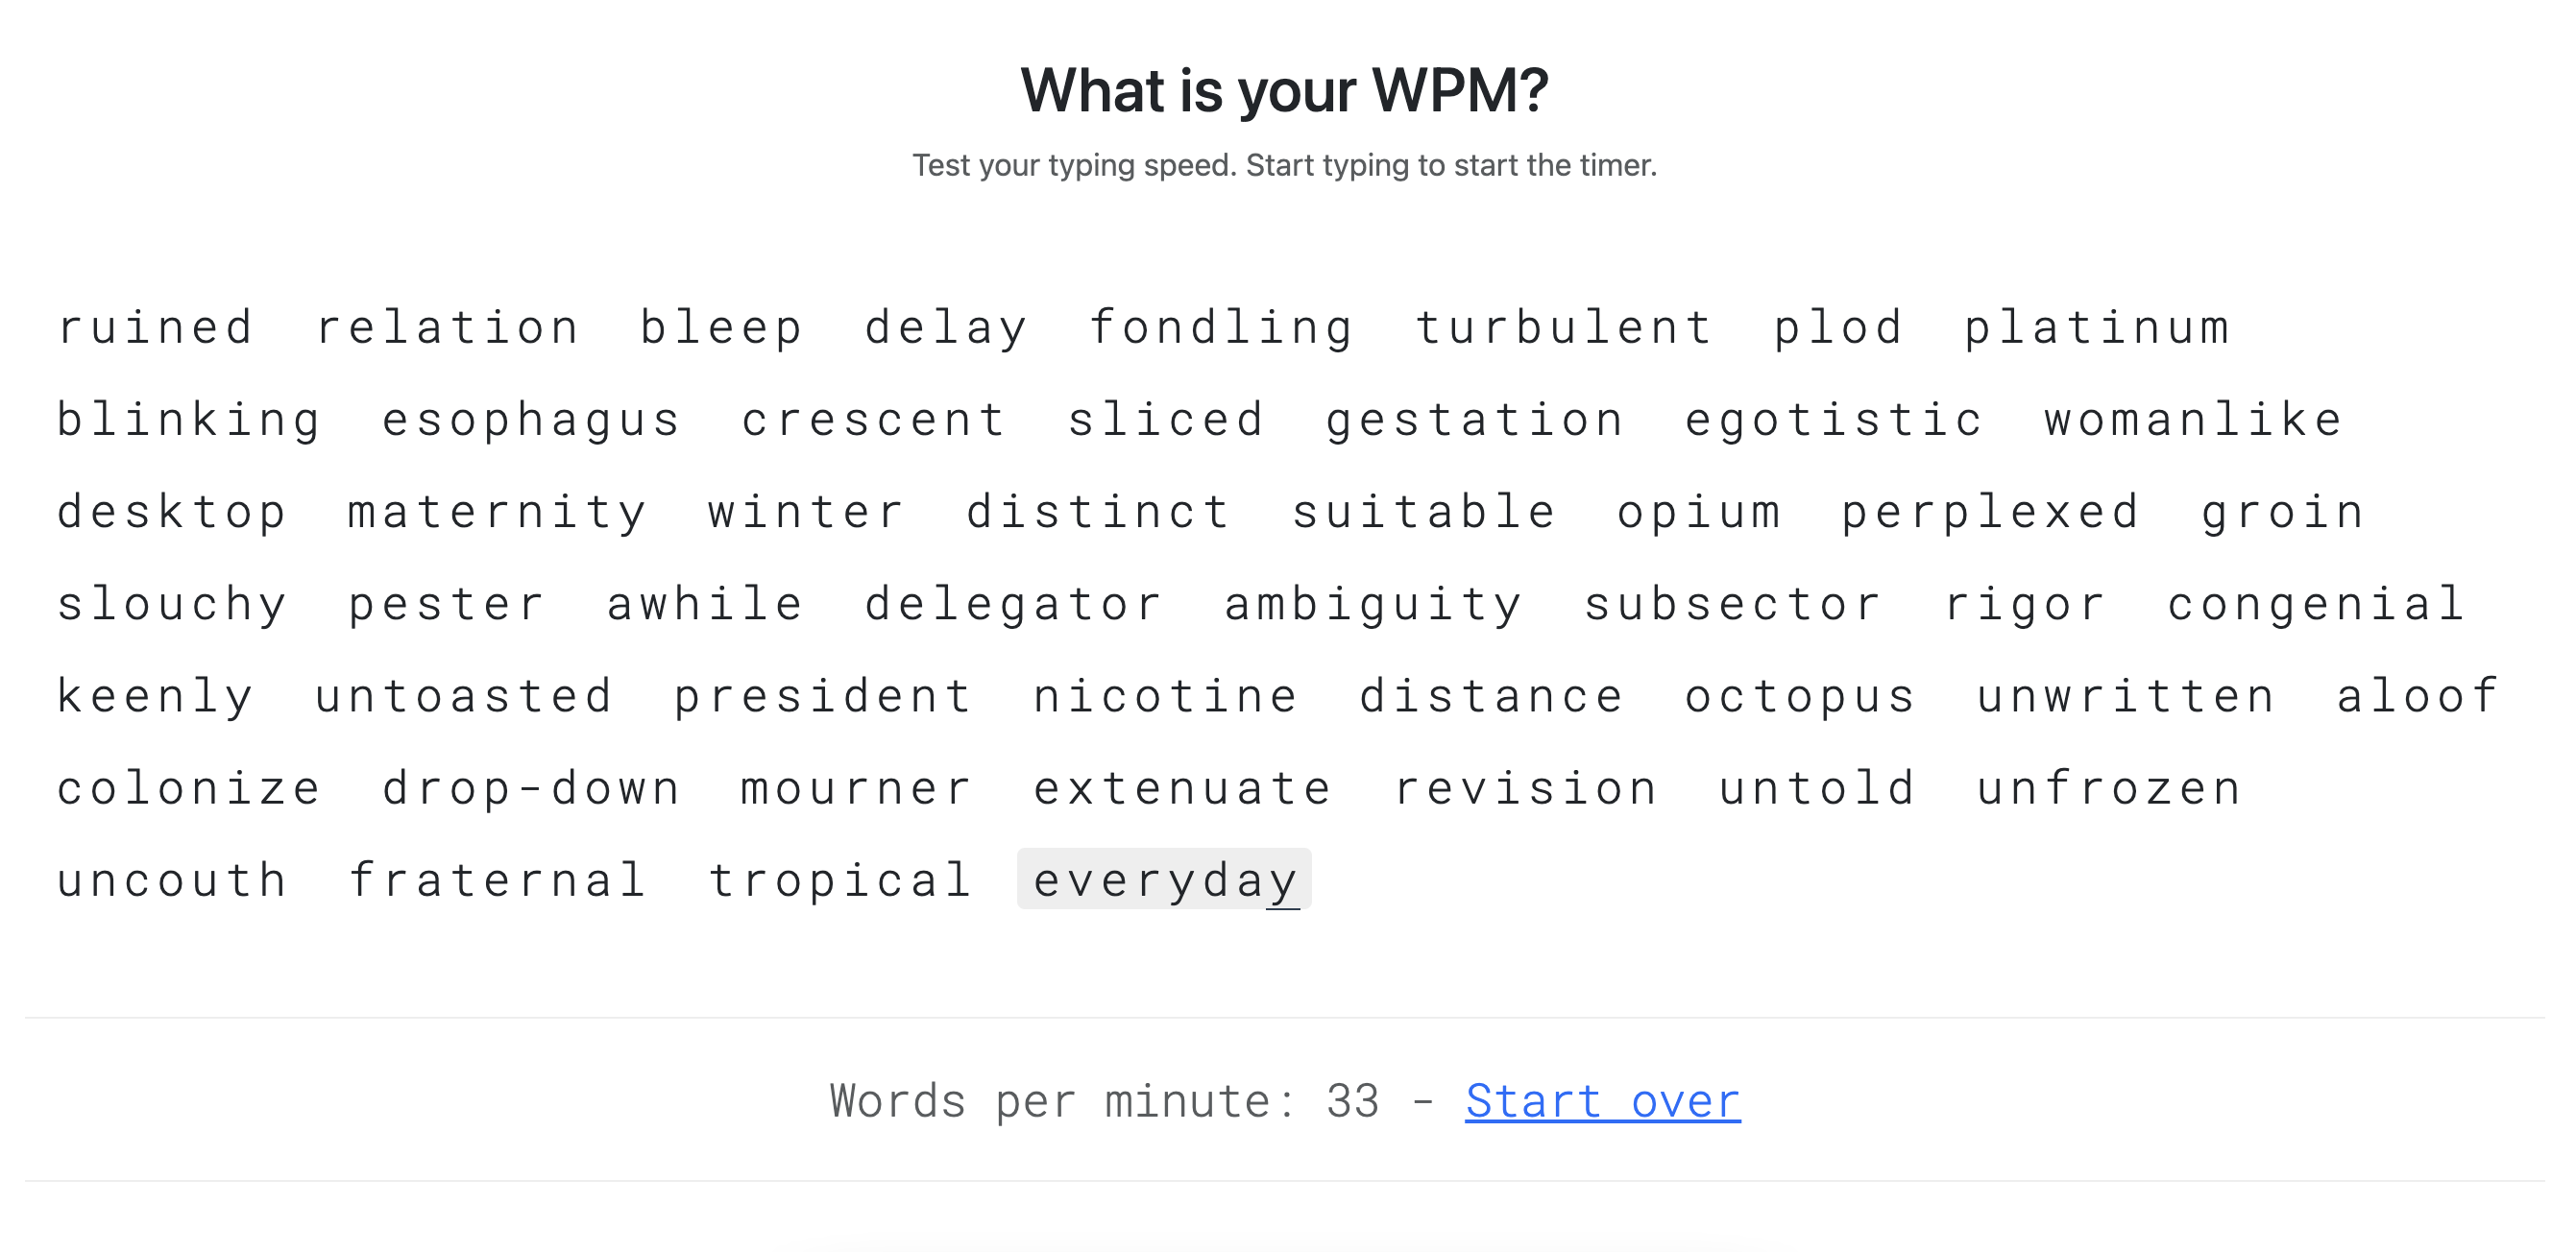 What is your WPM?
Test your typing speed. Start typing to start the timer.
ruined relation bleep delay fondling turbulent plod platinum
blinking esophagus crescent sliced gestation egotistic womanlike
desktop maternity winter distinct suitable opium perplexed groin
slouchy pester awhile delegator ambiguity subsector rigor congenial
keenly untoasted president nicotine distance octopus unwritten aloof
colonize drop-down mourner extenuate revision untold unfrozen
uncouth fraternal tropical everyday
Words per minute: 33 - Start over